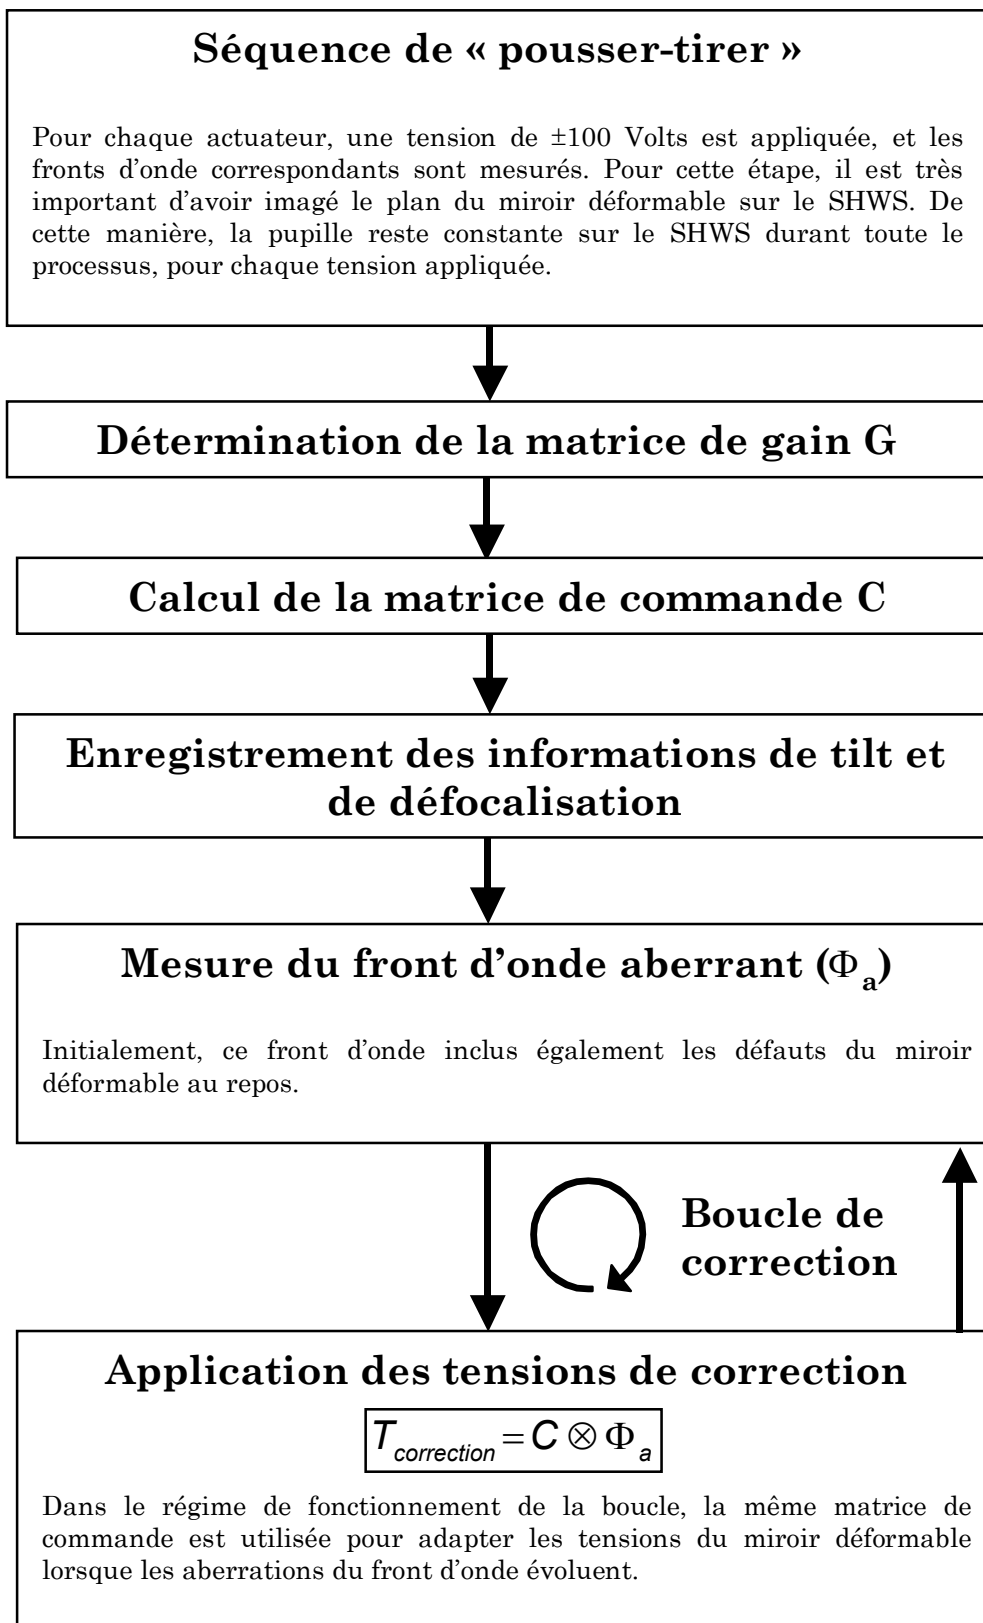 Séquence de « pousser-tirer »
Pour chaque actuateur, une tension de ±100 Volts est appliquée, et les
fronts d'onde correspondants sont mesurés. Pour cette étape, il est très
important d'avoir imagé le plan du miroir déformable sur le SHWS. De
cette manière, la pupille reste constante sur le SHWS durant toute le
processus, pour chaque tension appliquée.
Détermination de la matrice de gain G
Calcul de la matrice de commande C
Enregistrement des informations de tilt et
de défocalisation
Mesure du front d’onde aberrant (Φa)
Initialement, ce front d'onde inclus également les défauts du miroir
déformable au repos.
Boucle de
correction
Application des tensions de correction
Tcorrection = C ⊗ Φa
Dans le régime de fonctionnement de la boucle, la même matrice de
commande est utilisée pour adapter les tensions du miroir déformable
lorsque les aberrations du front d'onde évoluent.